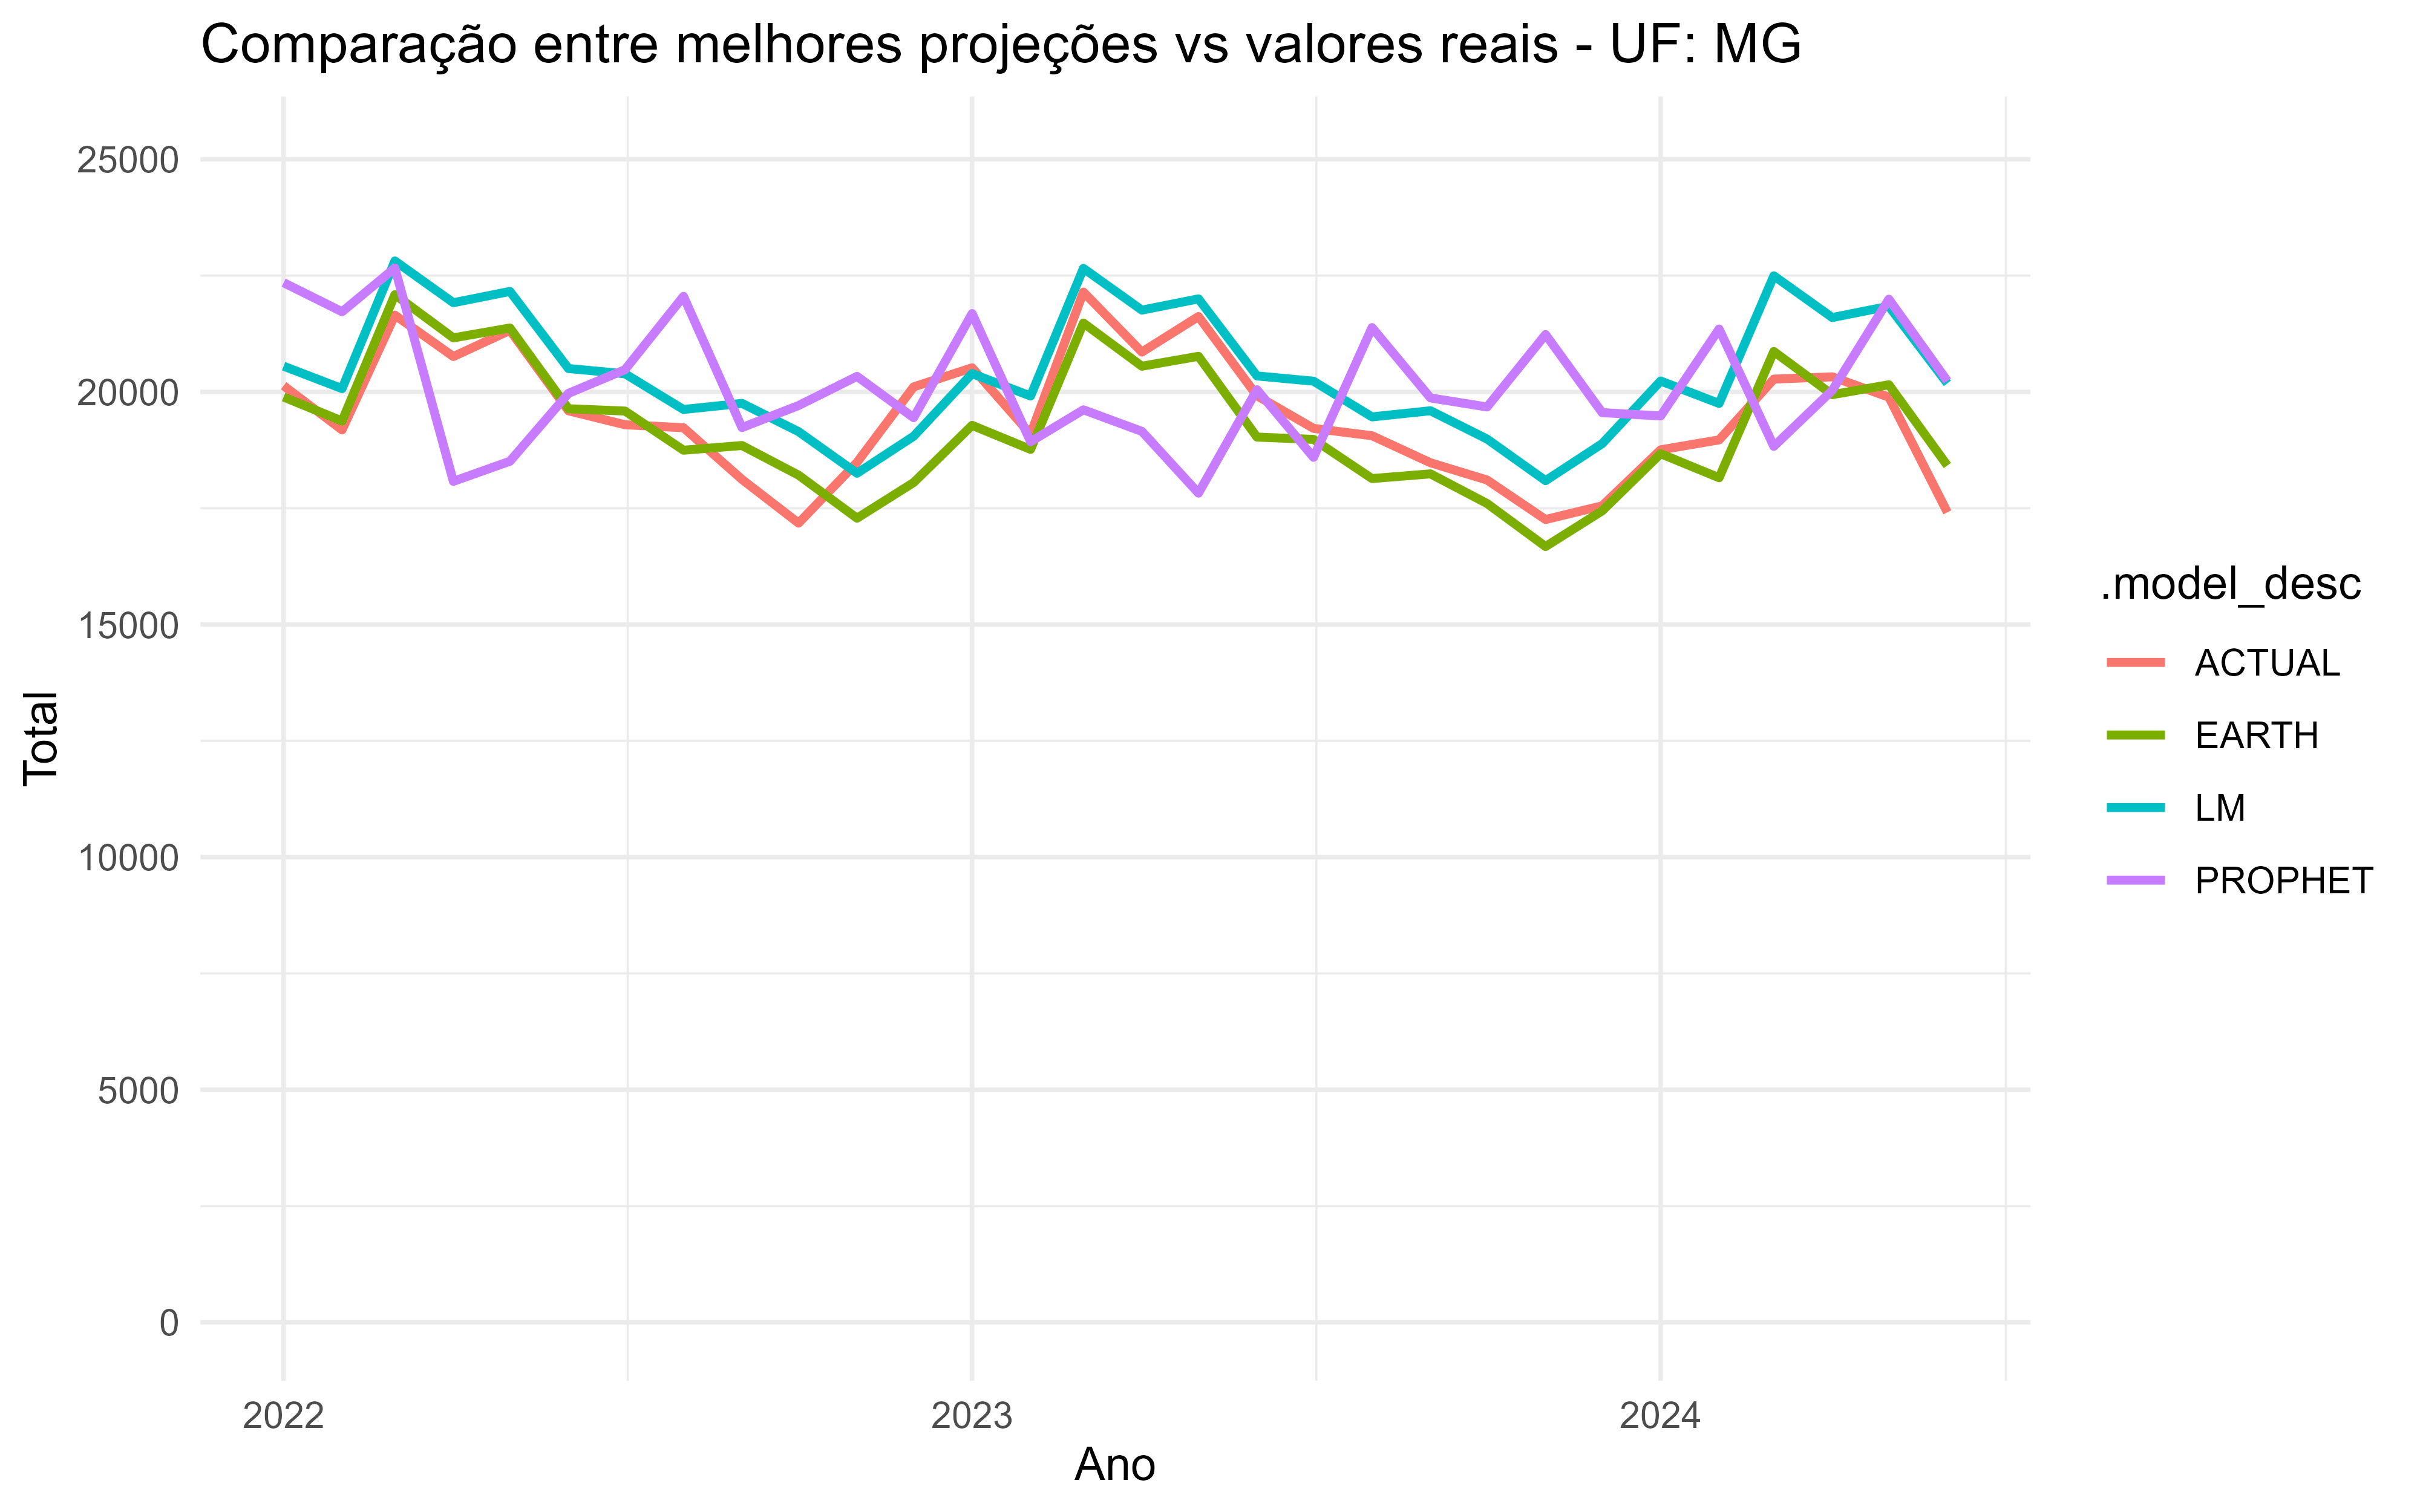 Comparação entre melhores projeções vs valores reais - UF: MG
25000
20000
15000
10000
5000
0
Total
2022
2023
2024
Ano
.model_desc
ACTUAL
EARTH
LM
PROPHET